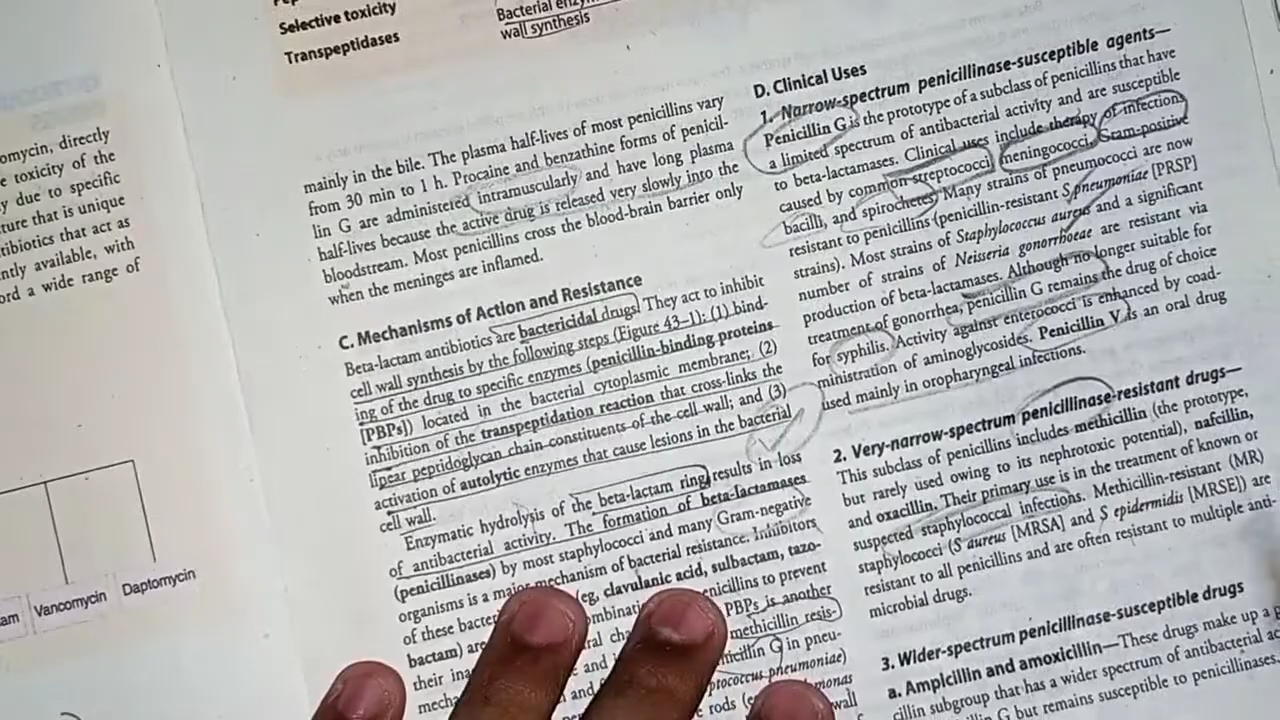 Selective toxicity
Transpeptidases
Bacterial
wall synthesis
omycin, directly
e toxicity of the
y due to specific
ture that is unique
tibiotics that act as
ntly available, with
ord a wide range of
am
Vancomycin
Daptomycin
mainly in the bile. The plasma half-lives of most penicillins vary
from 30 min to 1 h. Procaine and benzathine forms of penicil-
lin G are administered intramuscularly and have long plasma
half-lives because the active drug is released very slowly into the
bloodstream. Most penicillins cross the blood-brain barrier only
when the meninges are inflamed.
C. Mechanisms of Action and Resistance
Beta-lactam antibiotics are bactericidal drugs. They act to inhibit
cell wall synthesis by the following steps (Figure 43–1): (1) bind-
ing of the drug to specific enzymes (penicillin-binding proteins
[PBPs]) located in the bacterial cytoplasmic membrane; (2)
inhibition of the transpeptidation reaction that cross-links the
linear peptidoglycan chain constituents of the cell wall; and (3)
activation of autolytic enzymes that cause lesions in the bacterial
cell wall.
Enzymatic hydrolysis of the beta-lactam ring results in loss
of antibacterial activity. The formation of beta-lactamases
(penicillinases) by most staphylococci and many Gram-negative
organisms is a major mechanism of bacterial resistance. Inhibitors
of these (eg, clavulanic acid, sulbactam, tazo-
bactam) are penicillins to prevent
their PBPs is another
methicillin resis-
G in pneu-
pneumoniae)
rods
wall
D. Clinical Uses
1. Narrow-spectrum penicillinase-susceptible agents—
Penicillin G is the prototype of a subclass of penicillins that have
a limited spectrum of antibacterial activity and are susceptible
to beta-lactamases. Clinical uses include therapy of infections
caused by common streptococci, meningococci, Gram-positive
bacilli, and spirochetes. Many strains of pneumococci are now
resistant to penicillins (penicillin-resistant S pneumoniae [PRSP]
strains). Most strains of Staphylococcus aureus and a significant
number of strains of Neisseria gonorrhoeae are resistant via
production of beta-lactamases. Although no longer suitable for
treatment of gonorrhea, penicillin G remains the drug of choice
for syphilis. Activity against enterococci is enhanced by coad-
ministration of aminoglycosides. Penicillin V is an oral drug
used mainly in oropharyngeal infections.
2. Very-narrow-spectrum penicillinase-resistant drugs—
This subclass of penicillins includes methicillin (the prototype,
but rarely used owing to its nephrotoxic potential), nafcillin,
and oxacillin. Their primary use is in the treatment of known or
suspected staphylococcal infections. Methicillin-resistant (MR)
staphylococci (S aureus [MRSA] and S epidermidis [MRSE]) are
resistant to all penicillins and are often resistant to multiple anti-
microbial drugs.
3. Wider-spectrum penicillinase-susceptible drugs
a. Ampicillin and amoxicillin—These drugs make up a
cillin subgroup that has a wider spectrum of antibacterial
G but remains susceptible to penicillinases.